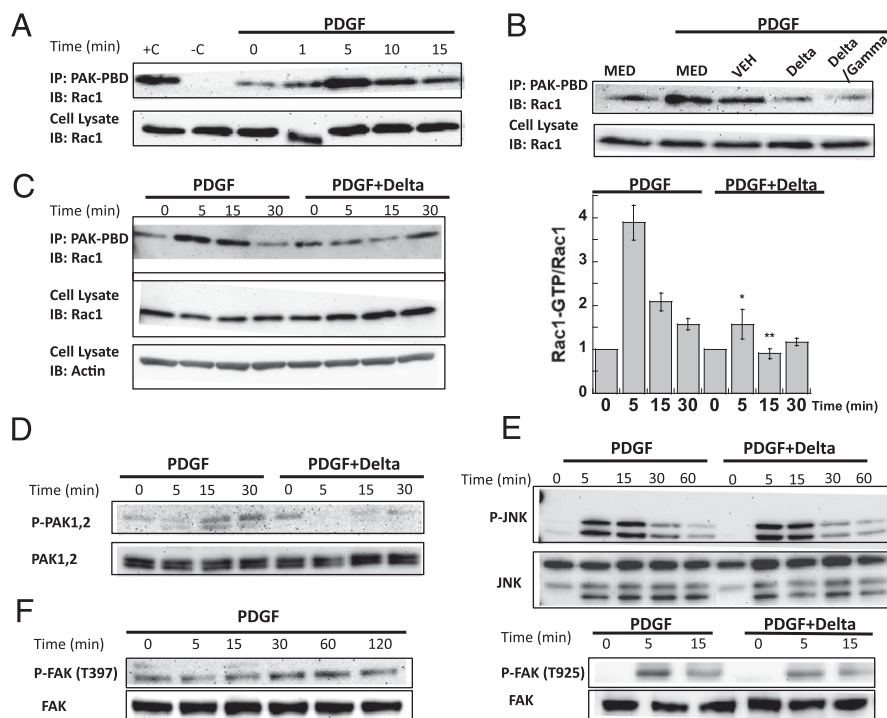 A
PDGF
Time (min) +C -C 0 1 5 10 15
IP: PAK-PBD
IB: Rac1
Cell Lysate
IB: Rac1
B
PDGF
MED MED VEH Delta Delta /Gamma
IP: PAK-PBD
IB: Rac1
Cell Lysate
IB: Rac1
C
PDGF PDGF+Delta
Time (min) 0 5 15 30 0 5 15 30
IP: PAK-PBD
IB: Rac1
Cell Lysate
IB: Rac1
Cell Lysate
IB: Actin
PDGF PDGF+Delta
Rac1-GTP/Rac1
4
3
2
1
0
* **
0 5 15 30 0 5 15 30 Time (min)
D
PDGF PDGF+Delta
Time (min) 0 5 15 30 0 5 15 30
P-PAK1,2
PAK1,2
E
PDGF PDGF+Delta
Time (min) 0 5 15 30 60 0 5 15 30 60
P-JNK
JNK
F
PDGF
Time (min) 0 5 15 30 60 120
P-FAK (T397)
FAK
PDGF PDGF+Delta
Time (min) 0 5 15 0 5 15
P-FAK (T925)
FAK